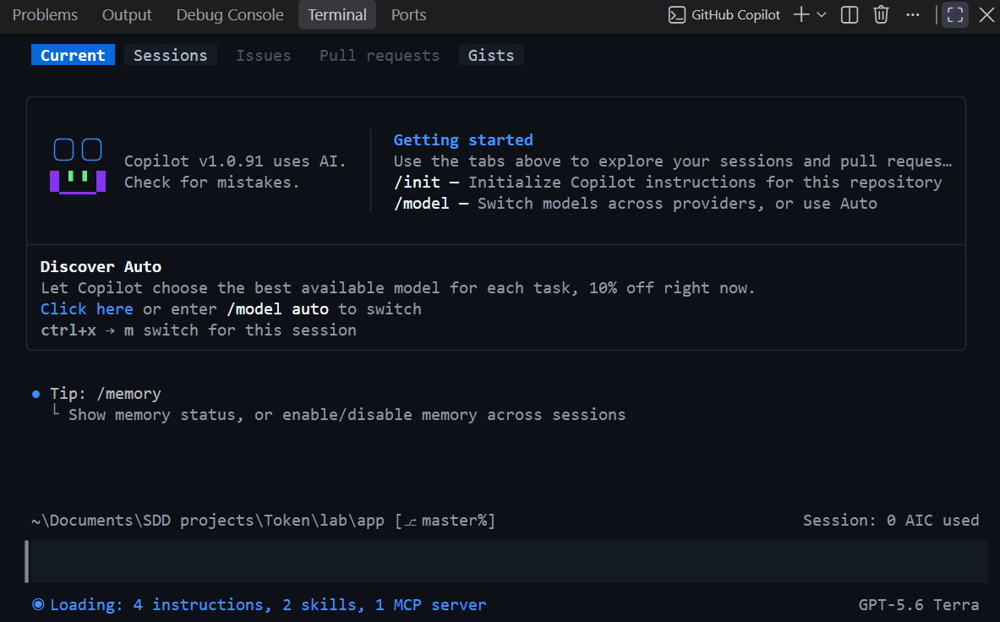 Problems Output Debug Console Terminal Ports GitHub Copilot
Current Sessions Issues Pull requests Gists
Copilot v1.0.91 uses AI.
Check for mistakes.
Getting started
Use the tabs above to explore your sessions and pull reques…
/init — Initialize Copilot instructions for this repository
/model — Switch models across providers, or use Auto
Discover Auto
Let Copilot choose the best available model for each task, 10% off right now.
Click here or enter /model auto to switch
ctrl+x → m switch for this session
● Tip: /memory
└ Show memory status, or enable/disable memory across sessions
~\Documents\SDD projects\Token\lab\app [⎇ master%] Session: 0 AIC used
◉ Loading: 4 instructions, 2 skills, 1 MCP server GPT-5.6 Terra